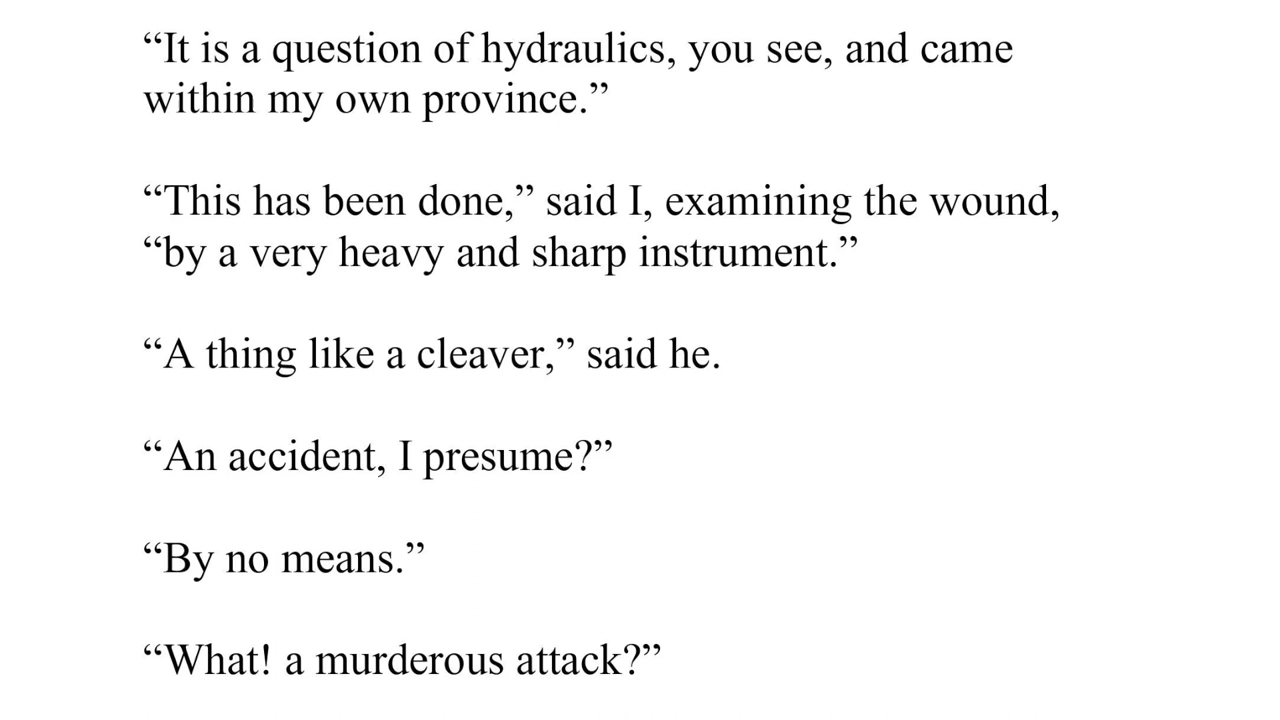 “It is a question of hydraulics, you see, and came
within my own province.”
“This has been done,” said I, examining the wound,
“by a very heavy and sharp instrument.”
“A thing like a cleaver,” said he.
“An accident, I presume?”
“By no means.”
“What! a murderous attack?”